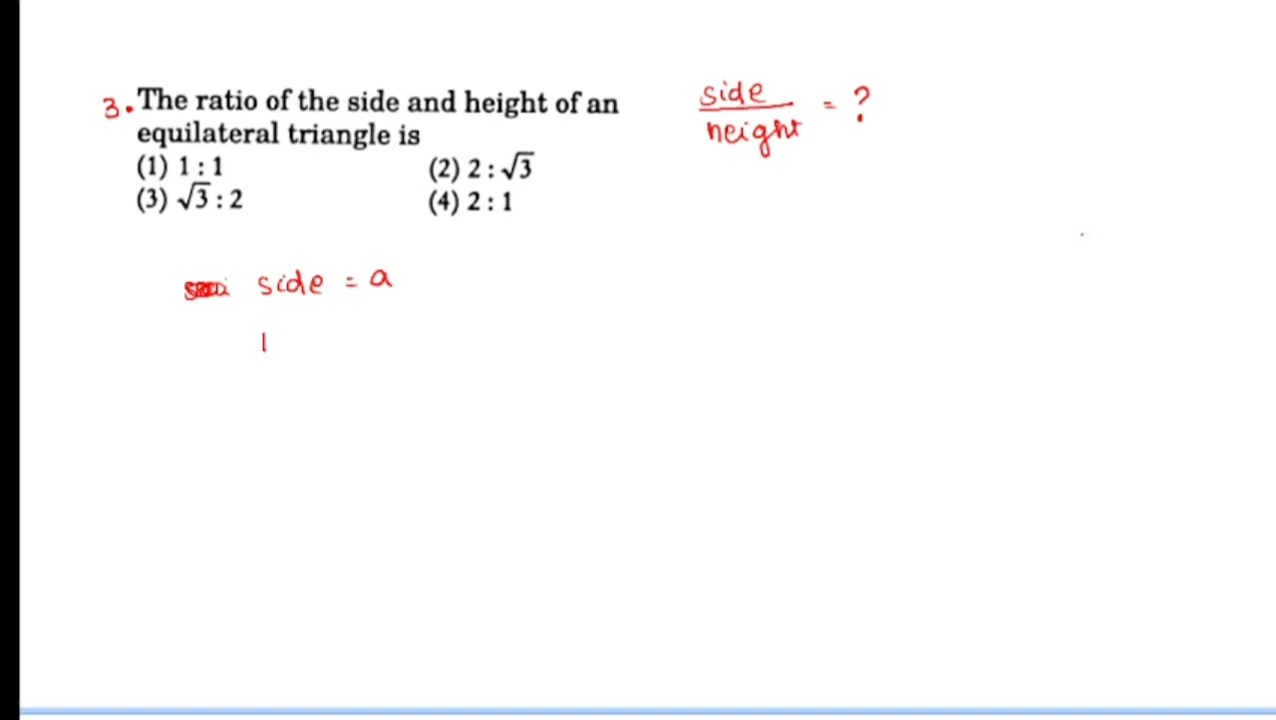 3. The ratio of the side and height of an
equilateral triangle is
(1) 1 : 1 (2) 2 : √3
(3) √3 : 2 (4) 2 : 1
side
height = ?
side = a